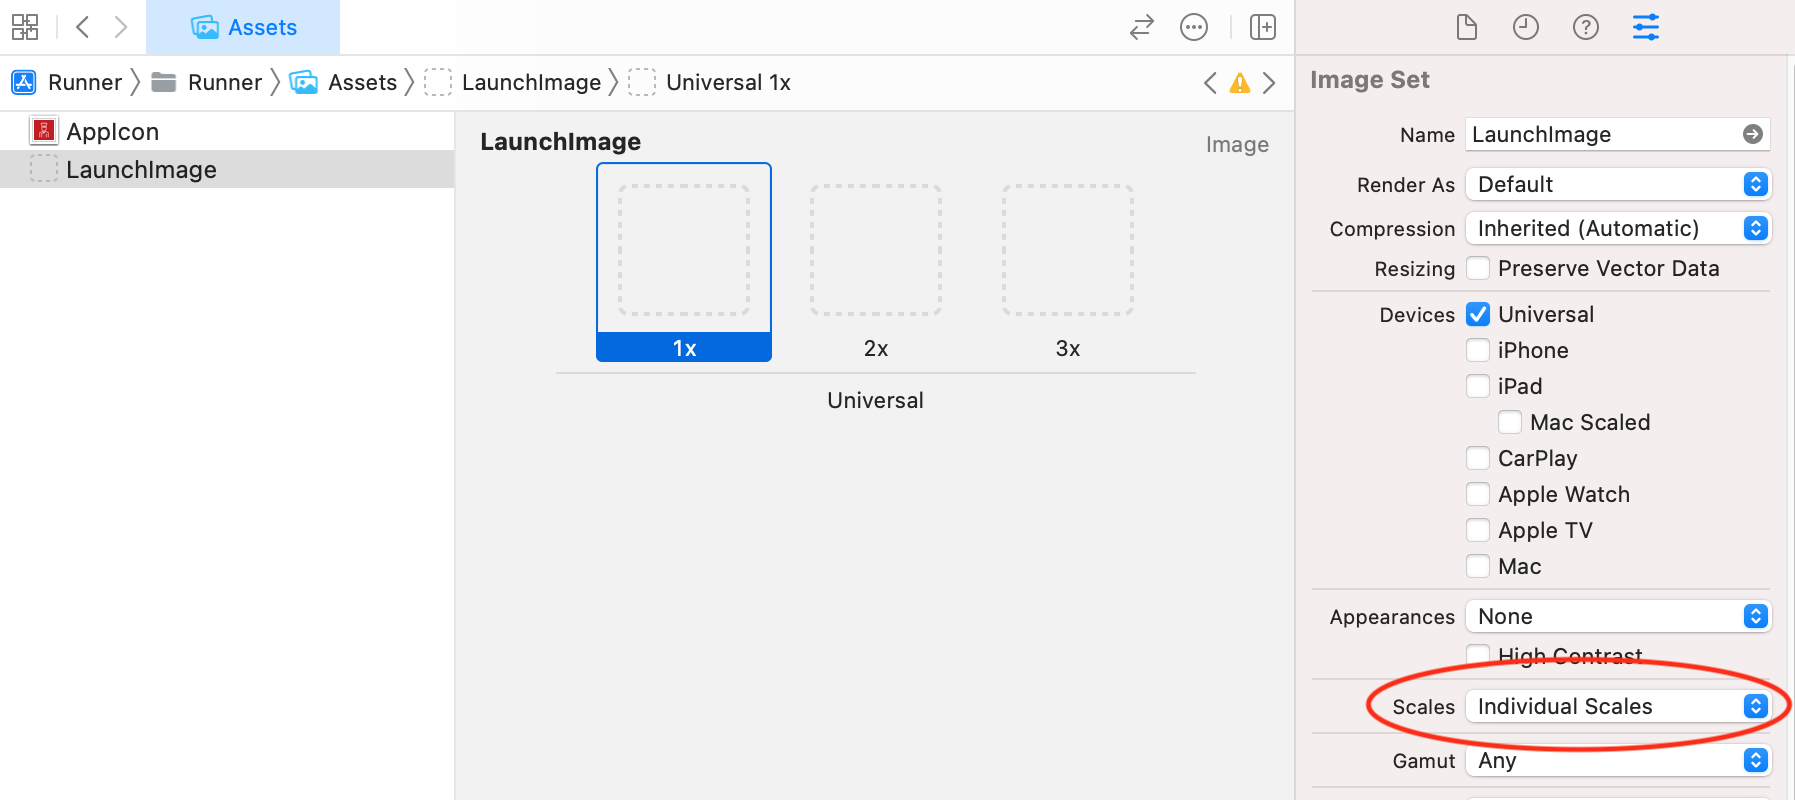 Assets
Runner
Runner
Assets
LaunchImage
Universal 1x
AppIcon
LaunchImage
LaunchImage
Image
1x
2x
3x
Universal
Image Set
Name LaunchImage
Render As Default
Compression Inherited (Automatic)
Resizing Preserve Vector Data
Devices Universal
iPhone
iPad
Mac Scaled
CarPlay
Apple Watch
Apple TV
Mac
Appearances None
High Contrast
Scales Individual Scales
Gamut Any